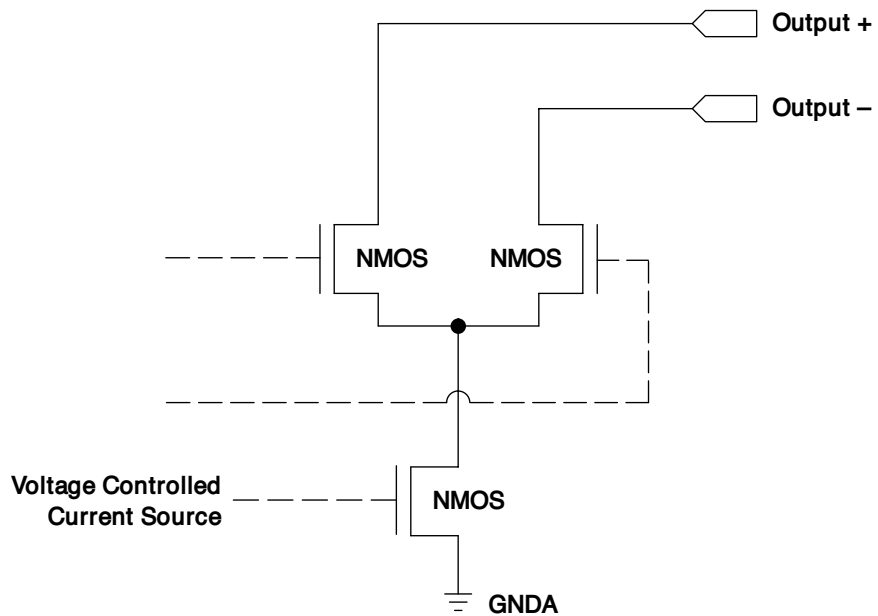 Output +
Output –
NMOS
NMOS
Voltage Controlled
Current Source
NMOS
GNDA